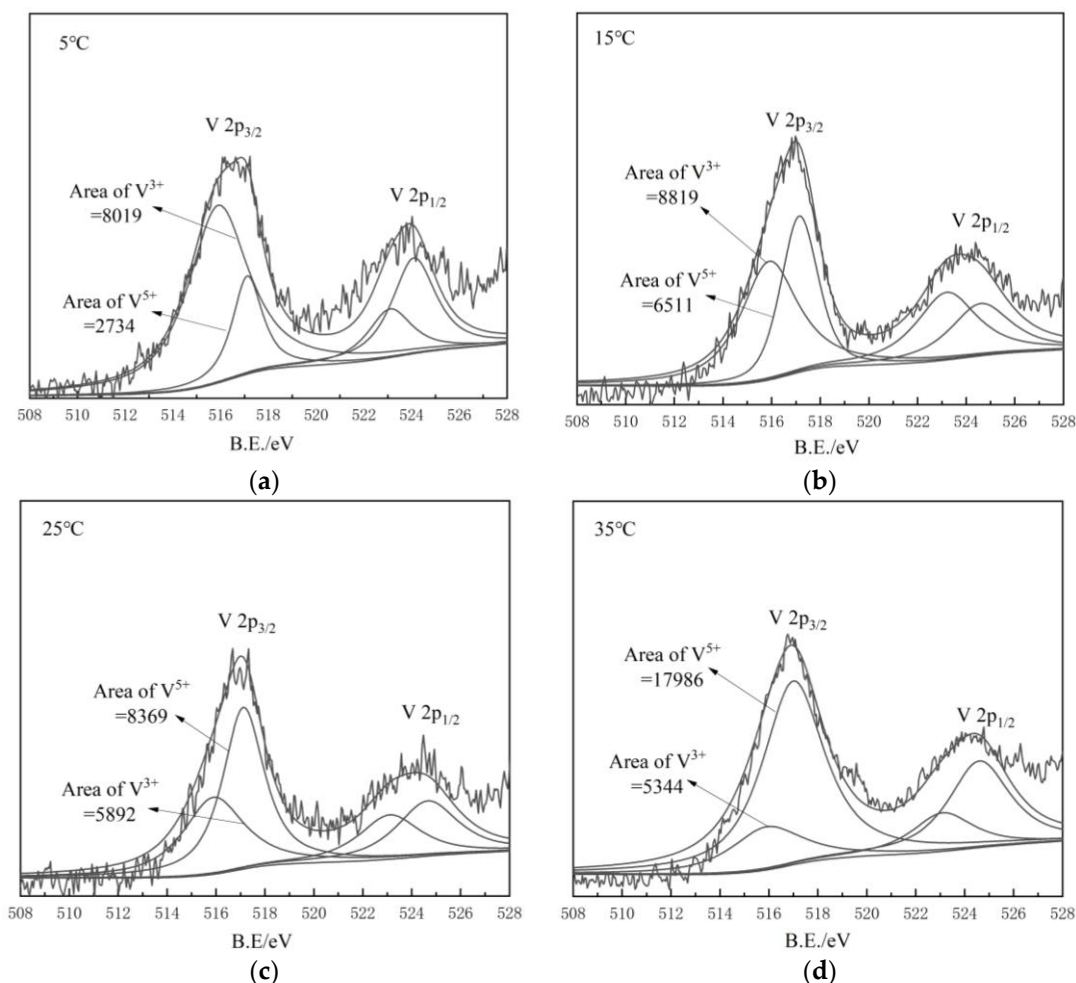 5℃
V 2p3/2
Area of V3+
=8019
V 2p1/2
Area of V5+
=2734
508 510 512 514 516 518 520 522 524 526 528
B.E./eV
(a)
15℃
V 2p3/2
Area of V3+
=8819
V 2p1/2
Area of V5+
=6511
508 510 512 514 516 518 520 522 524 526 528
B.E./eV
(b)
25℃
V 2p3/2
Area of V5+
=8369
V 2p1/2
Area of V3+
=5892
508 510 512 514 516 518 520 522 524 526 528
B.E/eV
(c)
35℃
V 2p3/2
Area of V5+
=17986
V 2p1/2
Area of V3+
=5344
508 510 512 514 516 518 520 522 524 526 528
B.E./eV
(d)